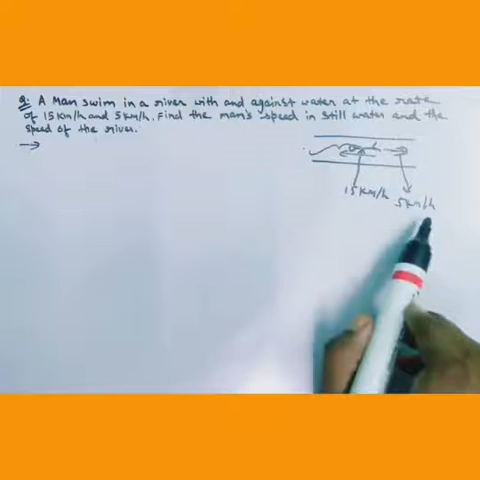 Q. A Man swim in a river with and against water at the rate
of 15 Km/h and 5 km/h. Find the man's speed in still water and the
speed of the river.
15 km/h
5 km/h